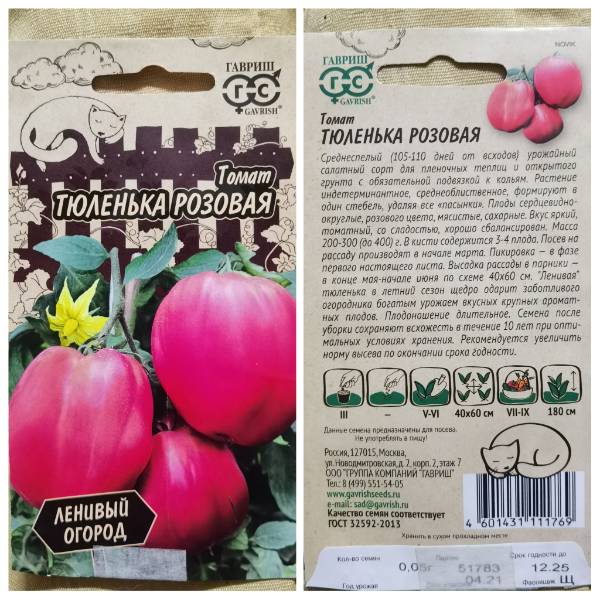 ГАВРИШ
ГС
GAVRISH®
Томат
ТЮЛЕНЬКА РОЗОВАЯ
ЛЕНИВЫЙ
ОГОРОД
NOVIK
ГАВРИШ
ГС
GAVRISH®
Томат
ТЮЛЕНЬКА РОЗОВАЯ
Среднеспелый (105-110 дней от всходов) урожайный
салатный сорт для пленочных теплиц и открытого
грунта с обязательной подвязкой к кольям. Растение
индетерминантное, среднеоблиственное, формируют в
один стебель, удаляя все «пасынки». Плоды сердцевидно-
округлые, розового цвета, мясистые, сахарные. Вкус яркий,
томатный, со сладостью, хорошо сбалансирован. Масса
200-300 (до 400) г. В кисти содержится 3-4 плода. Посев на
рассаду производят в начале марта. Пикировка — в фазе
первого настоящего листа. Высадка рассады в парники —
в конце мая-начале июня по схеме 40х60 см. "Ленивая"
тюленька в летний сезон щедро одарит заботливого
огородника богатым урожаем вкусных крупных аромат-
ных плодов. Плодоношение длительное. Семена после
уборки сохраняют всхожесть в течение 10 лет при опти-
мальных условиях хранения. Рекомендуется увеличить
норму высева по окончании срока годности.
III – V-VI 40х60 см VII-IX 180 см
Данные семена предназначены для посева.
Не употреблять в пищу!
Россия, 127015, Москва,
ул. Новодмитровская, д. 2, корп. 2, этаж 7
ООО "ГРУППА КОМПАНИЙ "ГАВРИШ"
Тел.: 8 (499) 551-54-05
www.gavrishseeds.ru
e-mail: sad@gavrish.ru
Качество семян соответствует
ГОСТ 32592-2013
4 601431 111769
Хранить в сухом прохладном месте
Кол-во семян 0,05г Партия 51783 Срок годности до 12.25
Год урожая 04.21 Фасовщик Щ